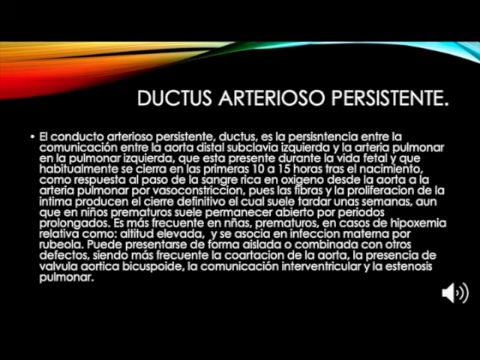 DUCTUS ARTERIOSO PERSISTENTE.
• El conducto arterioso persistente, ductus, es la persintencia entre la
comunicación entre la aorta distal subclavia izquierda y la arteria pulmonar
en la pulmonar izquierda, que esta presente durante la vida fetal y que
habitualmente se cierra en las primeras 10 a 15 horas tras el nacimiento,
como respuesta al paso de la sangre rica en oxigeno desde la aorta a la
arteria pulmonar por vasoconstriccion, pues las fibras y la proliferacion de la
intima producen el cierre definitivo el cual suele tardar unas semanas, aun
que en niños prematuros suele permanecer abierto por periodos
prolongados. Es más frecuente en nñas, prematuros, en casos de hipoxemia
relativa como: altitud elevada, y se asocia en infeccion materna por
rubeola. Puede presentarse de forma aislada o combinada con otros
defectos, siendo más frecuente la coartacion de la aorta, la presencia de
valvula aortica bicuspoide, la comunicación interventricular y la estenosis
pulmonar.